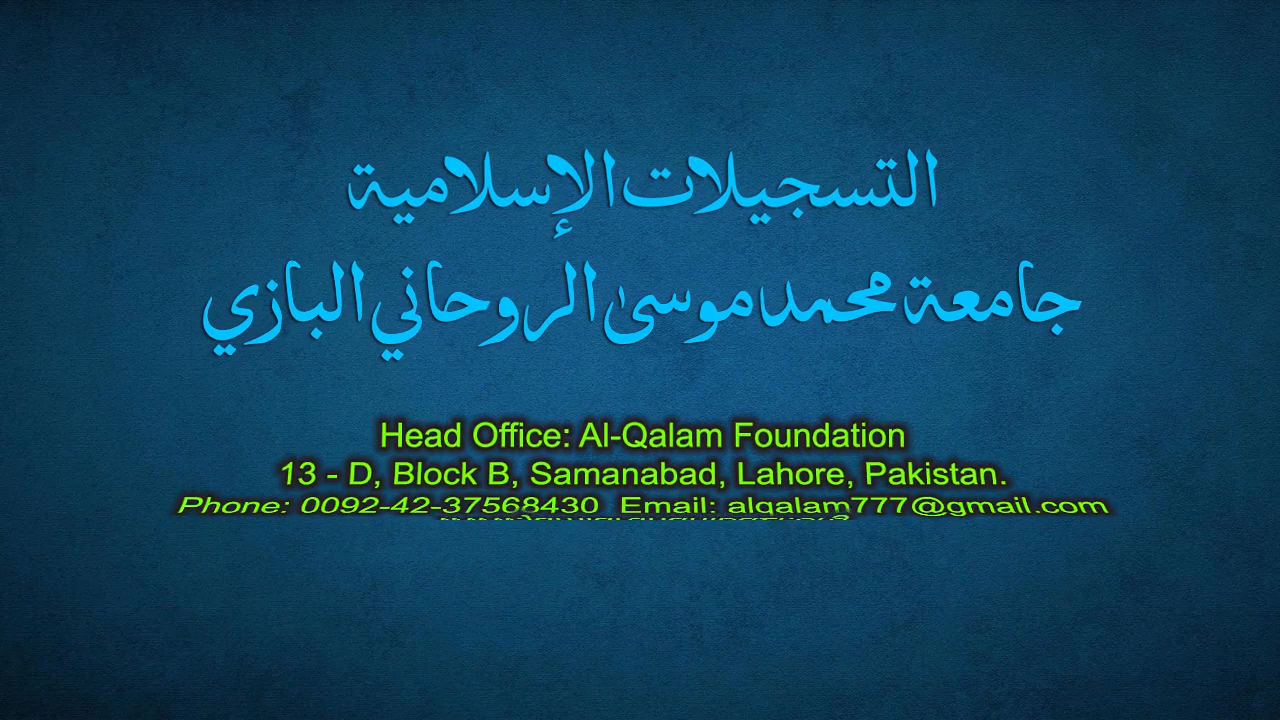 التسجيلات الإسلامية
جامعة محمد موسىٰ الروحاني البازي
Head Office: Al-Qalam Foundation
13 - D, Block B, Samanabad, Lahore, Pakistan.
Phone: 0092-42-37568430 Email: alqalam777@gmail.com